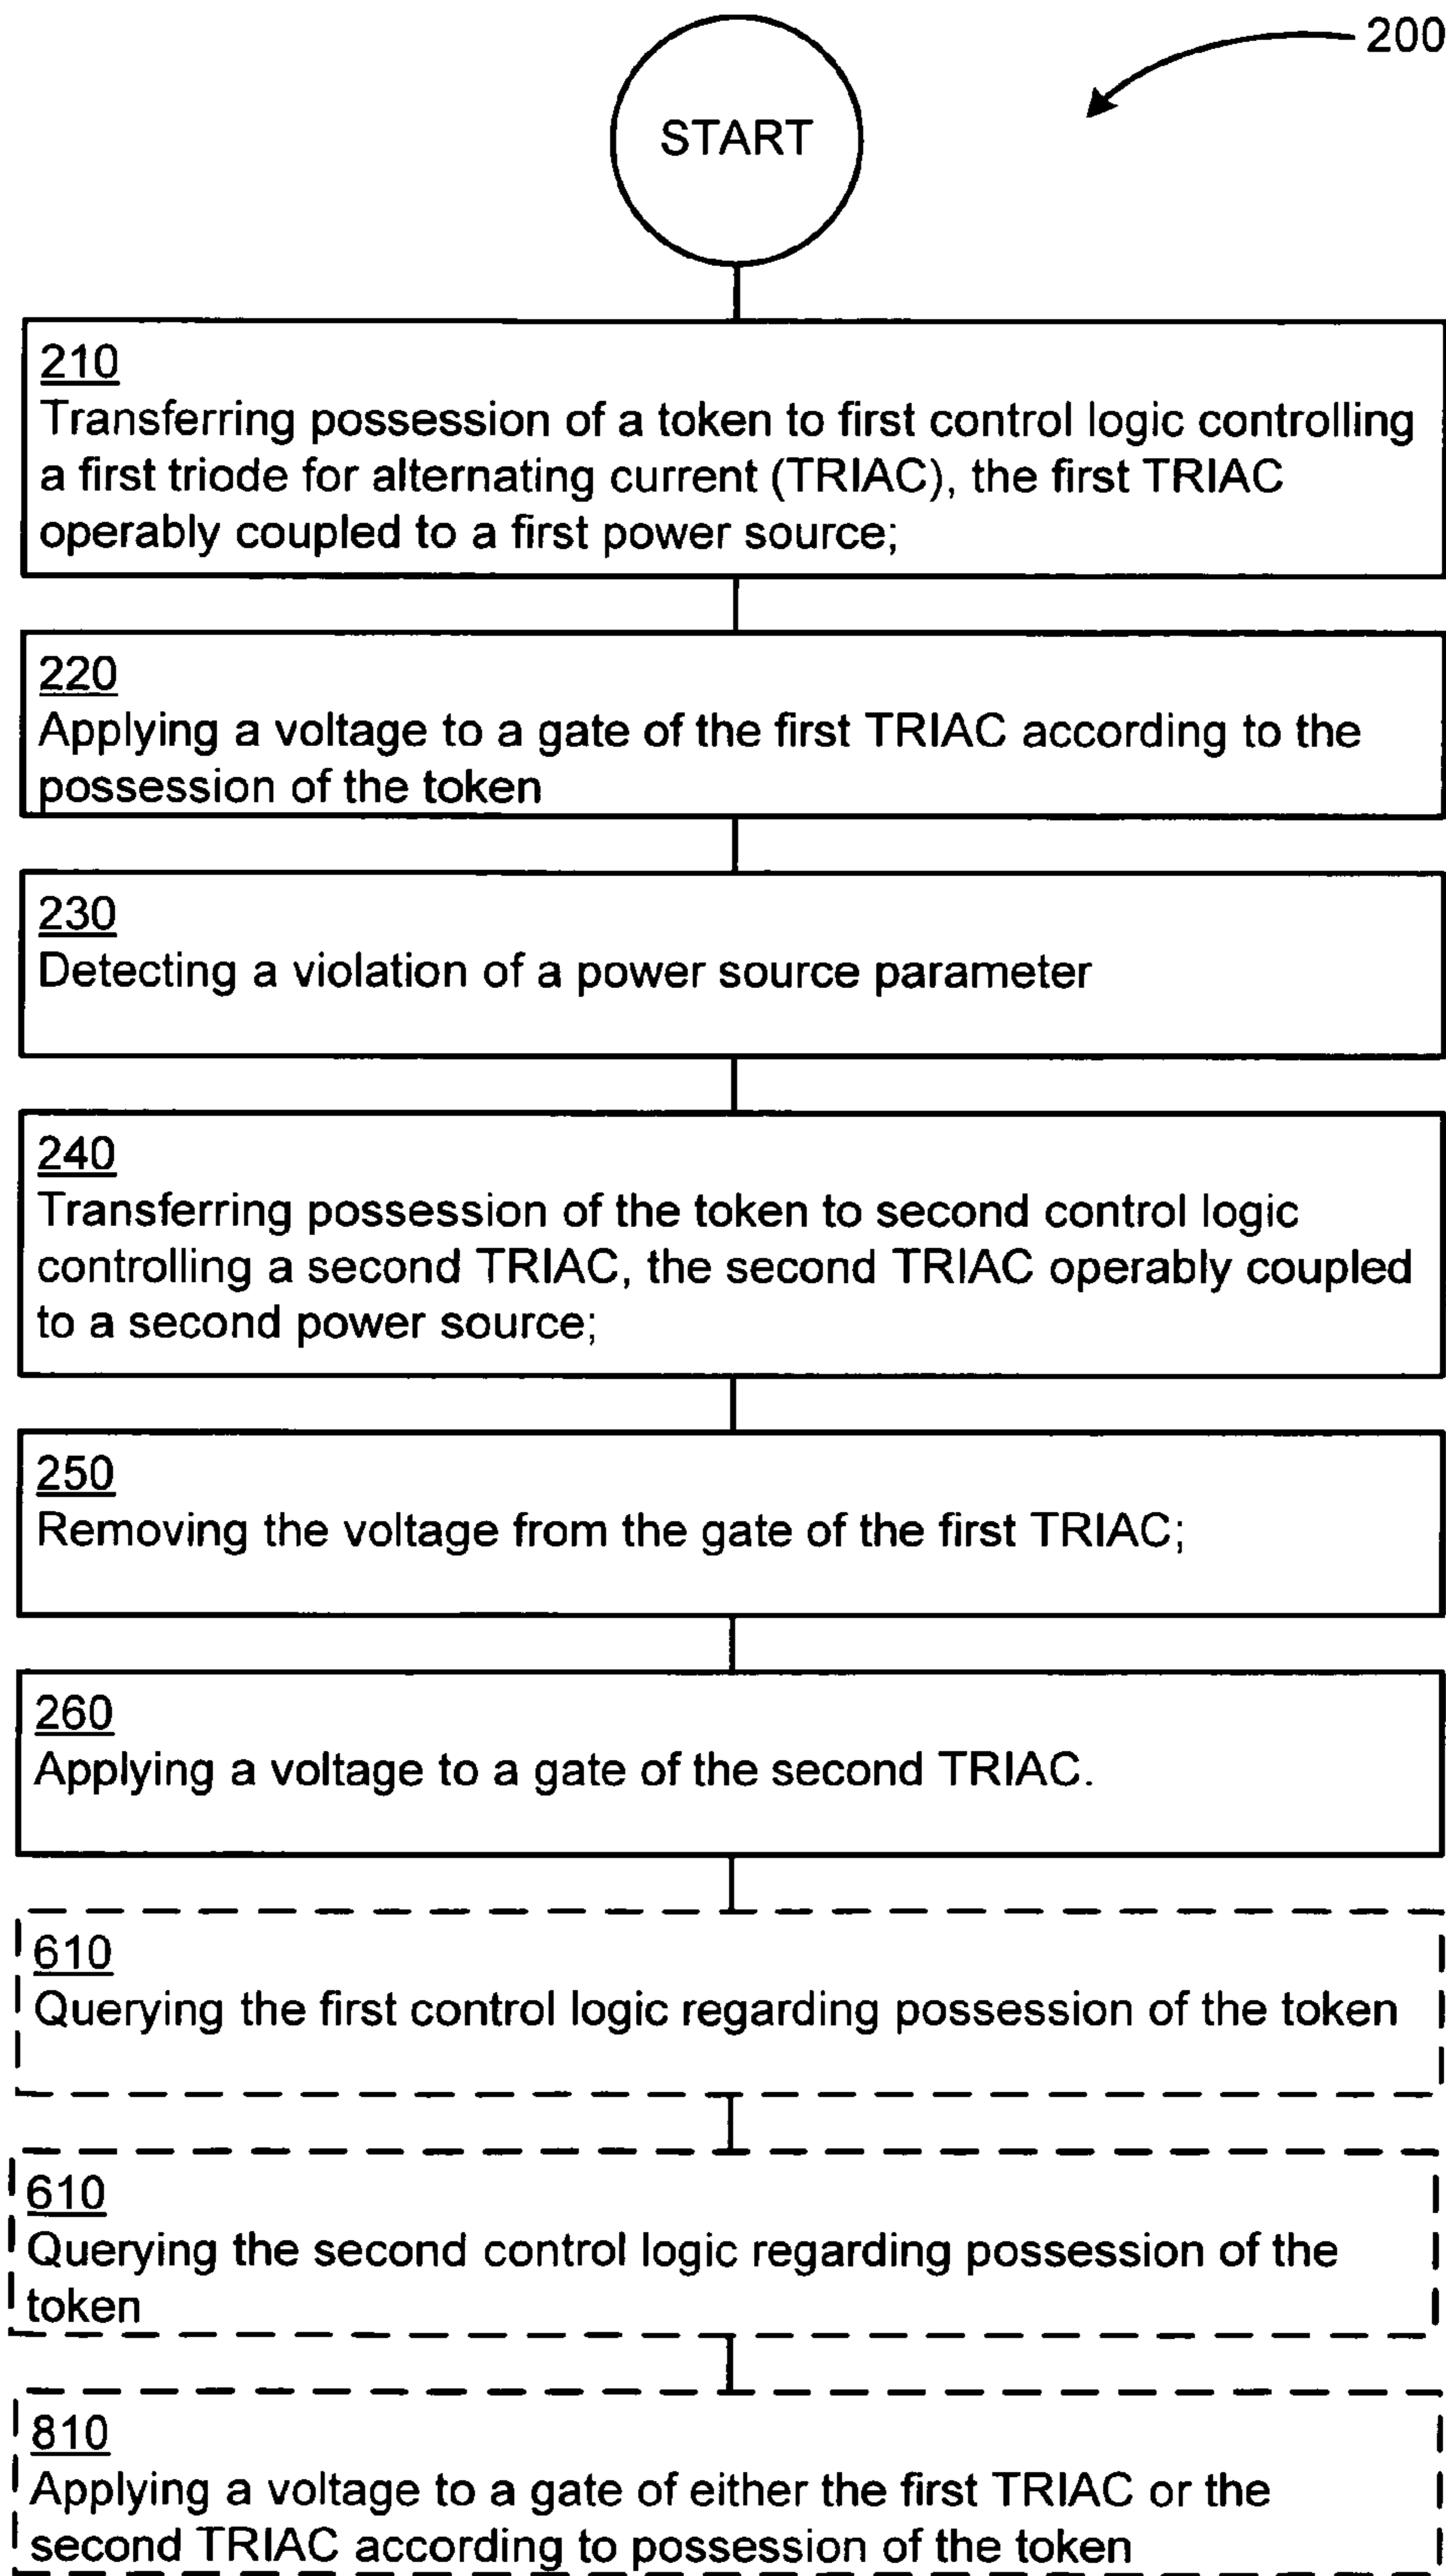 200
START
210
Transferring possession of a token to first control logic controlling
a first triode for alternating current (TRIAC), the first TRIAC
operably coupled to a first power source;
220
Applying a voltage to a gate of the first TRIAC according to the
possession of the token
230
Detecting a violation of a power source parameter
240
Transferring possession of the token to second control logic
controlling a second TRIAC, the second TRIAC operably coupled
to a second power source;
250
Removing the voltage from the gate of the first TRIAC;
260
Applying a voltage to a gate of the second TRIAC.
610
Querying the first control logic regarding possession of the token
610
Querying the second control logic regarding possession of the
token
810
Applying a voltage to a gate of either the first TRIAC or the
second TRIAC according to possession of the token